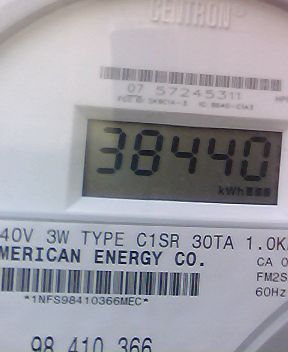 CENTRON®
07 57245311
38440
kWh
40V 3W TYPE C1SR 30TA 1.0K
MERICAN ENERGY CO.
CA 0
FM2S
60Hz
*1NFS98410366MEC*
98 410 366